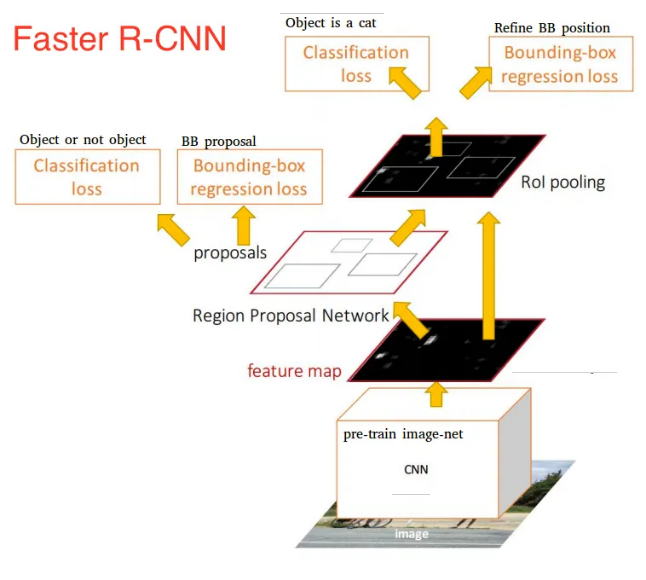 Faster R-CNN
Object is a cat
Classification
loss
Refine BB position
Bounding-box
regression loss
Object or not object
Classification
loss
BB proposal
Bounding-box
regression loss
RoI pooling
proposals
Region Proposal Network
feature map
pre-train image-net
CNN
image